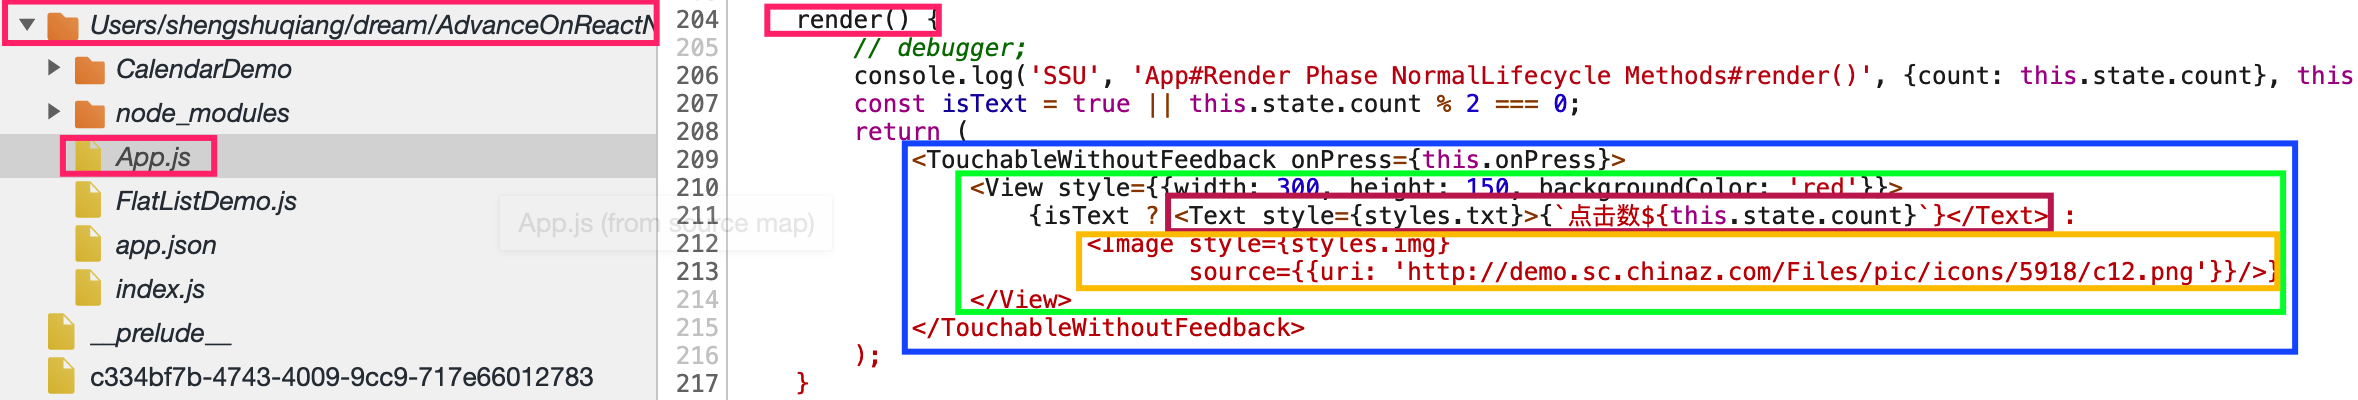 Users/shengshuqiang/dream/AdvanceOnReactN
CalendarDemo
node_modules
App.js
FlatListDemo.js
app.json
index.js
__prelude__
c334bf7b-4743-4009-9cc9-717e66012783
App.js (from source map)
204 render() {
205 // debugger;
206 console.log('SSU', 'App#Render Phase NormalLifecycle Methods#render()', {count: this.state.count}, this
207 const isText = true || this.state.count % 2 === 0;
208 return (
209 <TouchableWithoutFeedback onPress={this.onPress}>
210 <View style={{width: 300, height: 150, backgroundColor: 'red'}}>
211 {isText ? <Text style={styles.txt}>{`点击数${this.state.count}`}</Text> :
212 <Image style={styles.img}
213 source={{uri: 'http://demo.sc.chinaz.com/Files/pic/icons/5918/c12.png'}}/>}
214 </View>
215 </TouchableWithoutFeedback>
216 );
217 }